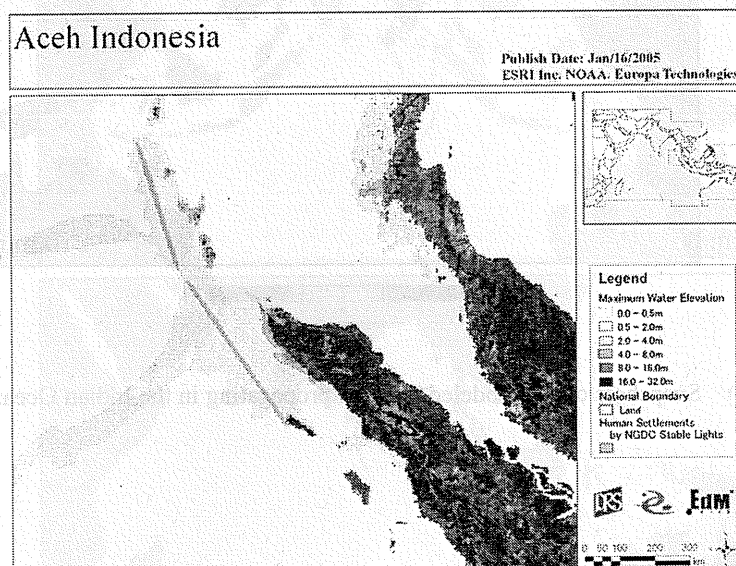 Aceh Indonesia
Publish Date: Jan/16/2005
ESRI Inc. NOAA. Europa Technologies
Legend
Maximum Water Elevation
0.0 - 0.5m
0.5 - 2.0m
2.0 - 4.0m
4.0 - 8.0m
8.0 - 16.0m
16.0 - 32.0m
National Boundary
Land
Human Settlements
by NGDC Stable Lights
EdM
0 50 100 200 300
km